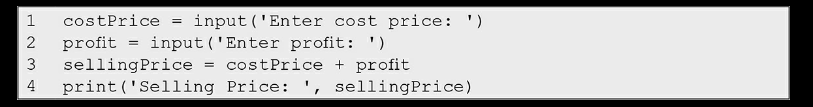 1 costPrice = input('Enter cost price: ')
2 profit = input('Enter profit: ')
3 sellingPrice = costPrice + profit
4 print('Selling Price: ', sellingPrice)